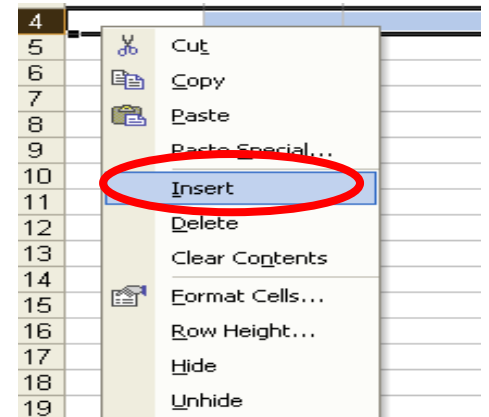 4
5
6
7
8
9
10
11
12
13
14
15
16
17
18
19
Cut
Copy
Paste
Paste Special...
Insert
Delete
Clear Contents
Format Cells...
Row Height...
Hide
Unhide